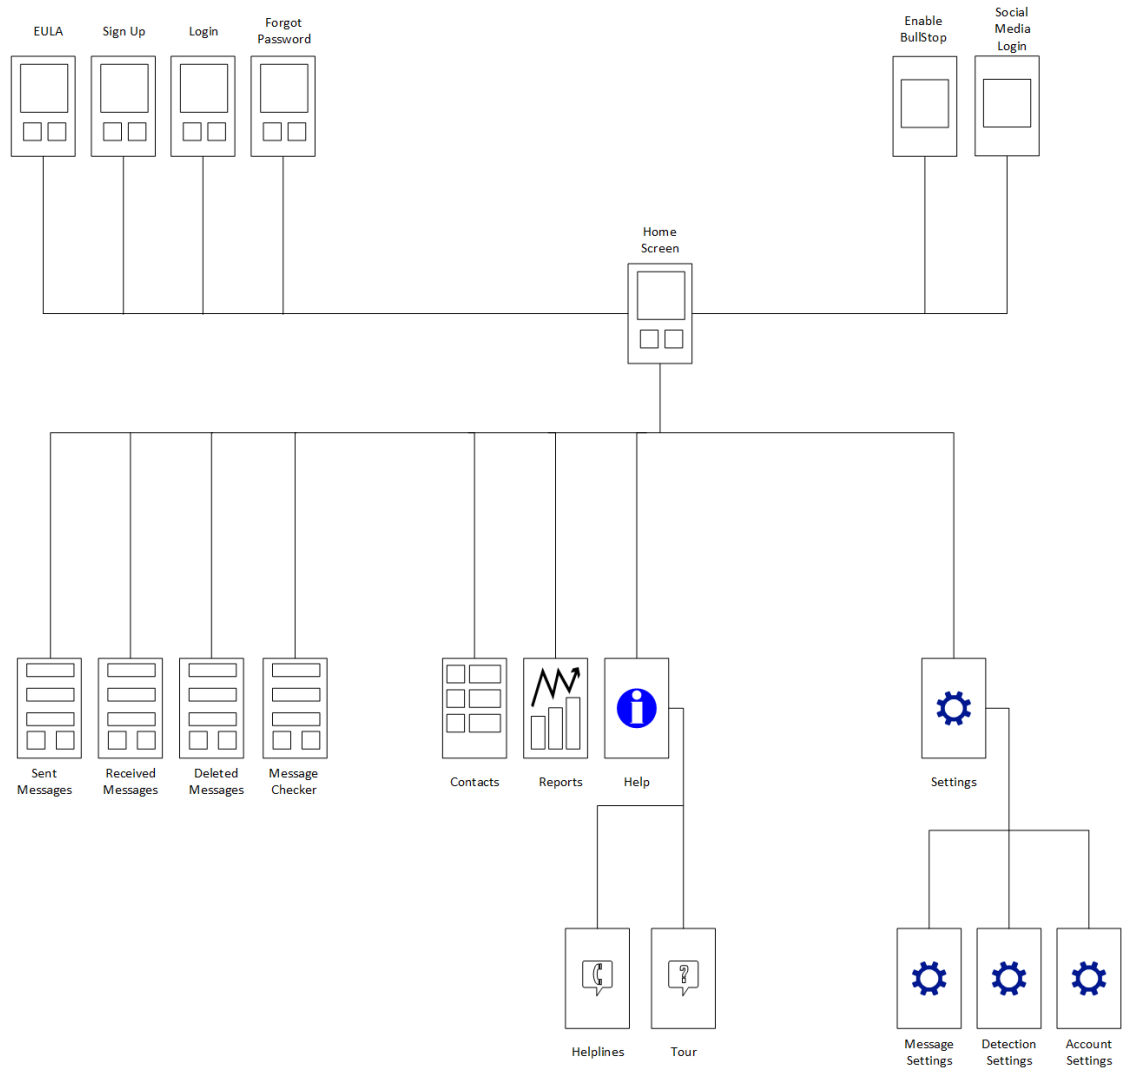 EULA
Sign Up
Login
Forgot
Password
Enable
BullStop
Social
Media
Login
Home
Screen
Sent
Messages
Received
Messages
Deleted
Messages
Message
Checker
Contacts
Reports
Help
Settings
?
Helplines
Tour
Message
Settings
Detection
Settings
Account
Settings